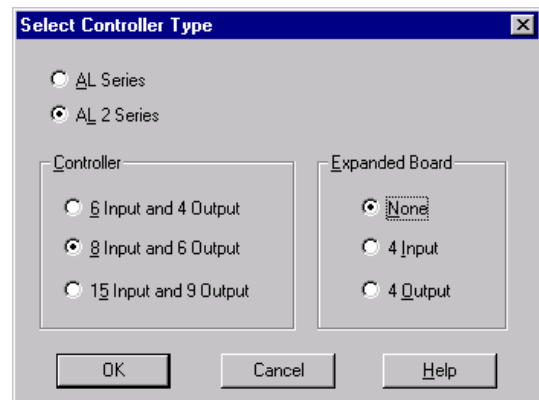 Select Controller Type
AL Series
AL 2 Series
Controller
6 Input and 4 Output
8 Input and 6 Output
15 Input and 9 Output
Expanded Board
None
4 Input
4 Output
OK
Cancel
Help